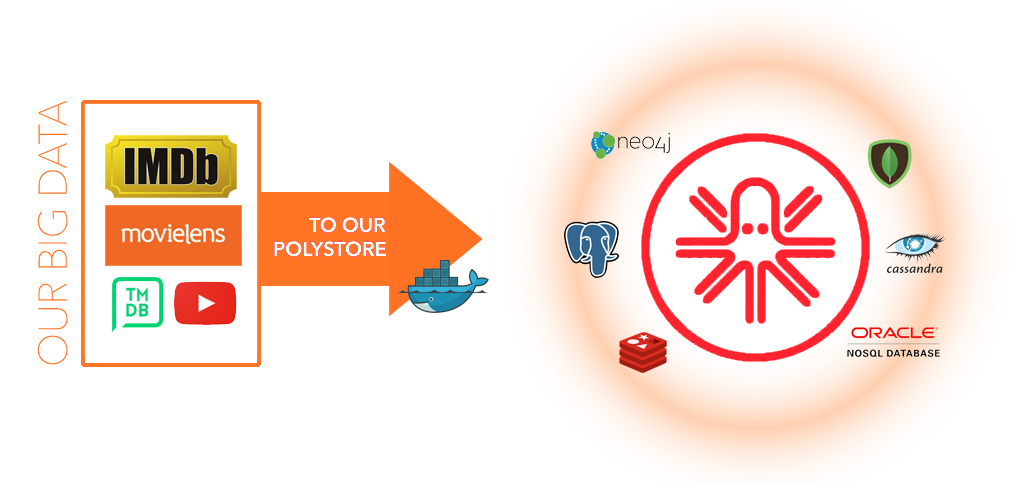 OUR BIG DATA
IMDb
movielens
TM
DB
TO OUR
POLYSTORE
neo4j
cassandra
ORACLE
NOSQL DATABASE